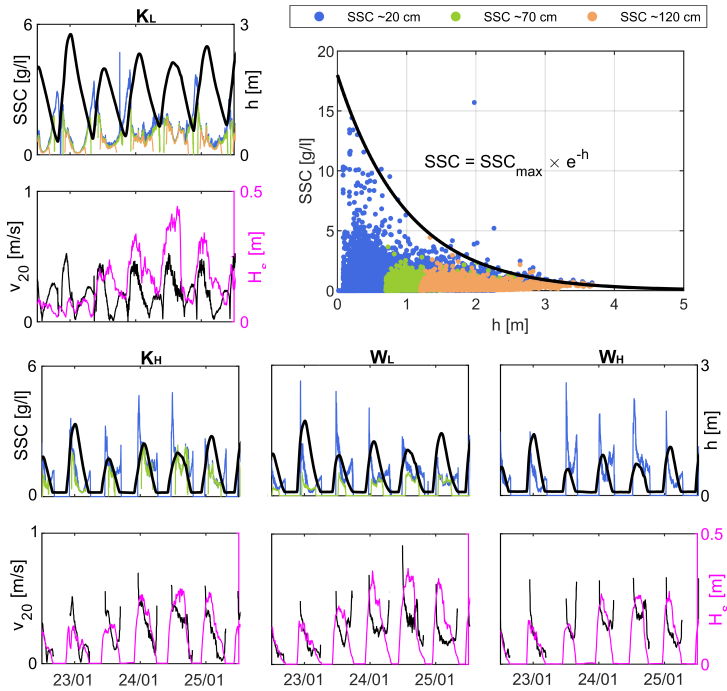 SSC ~20 cm SSC ~70 cm SSC ~120 cm
KL
6 3
SSC [g/l] h [m]
0 0
1 0.5
v20 [m/s] Hs [m]
0 0
20
15
10
5
0
SSC [g/l]
SSC = SSCmax × e-h
0 1 2 3 4 5
h [m]
KH WL WH
6 3
SSC [g/l] h [m]
0 0
1 0.5
v20 [m/s] Hs [m]
0 0
23/01 24/01 25/01 23/01 24/01 25/01 23/01 24/01 25/01